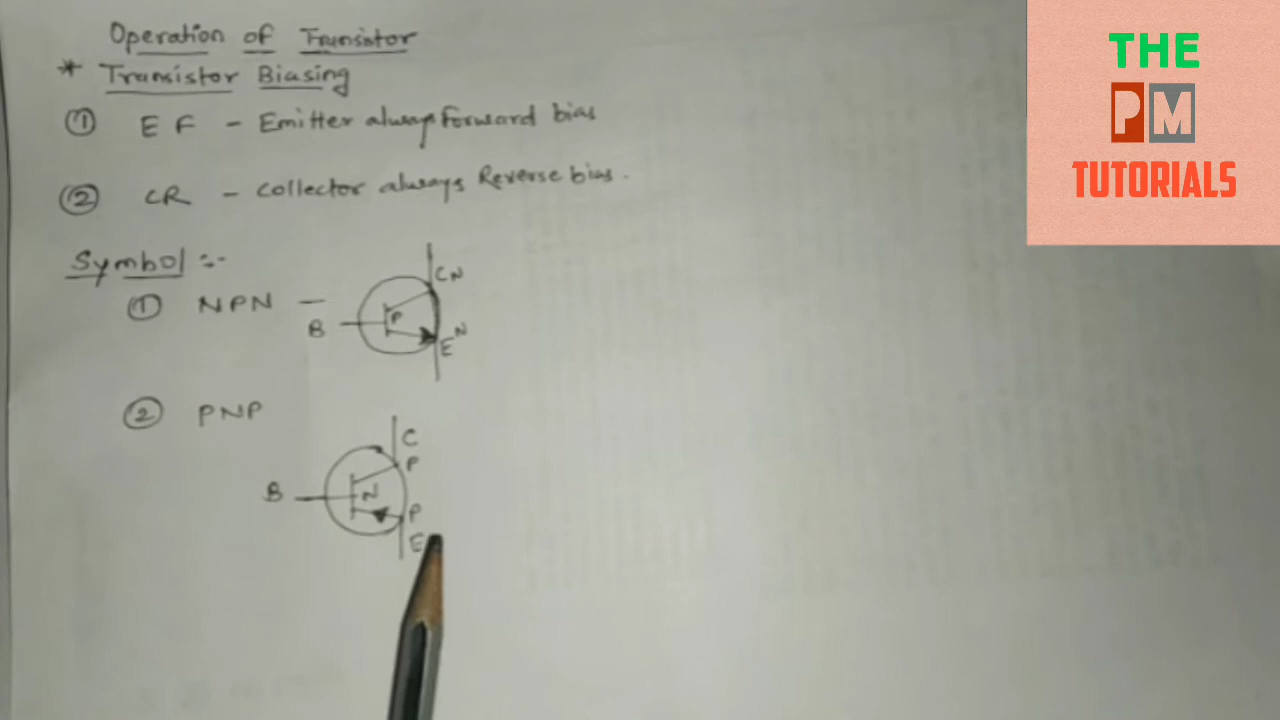 Operation of Transistor
* Transistor Biasing
① E F - Emitter always Forward bias
② CR - Collector always Reverse bias.
Symbol :-
① NPN -
C N
P
B
E N
② PNP
C
P
B
N
P
E
THE
PM
TUTORIALS